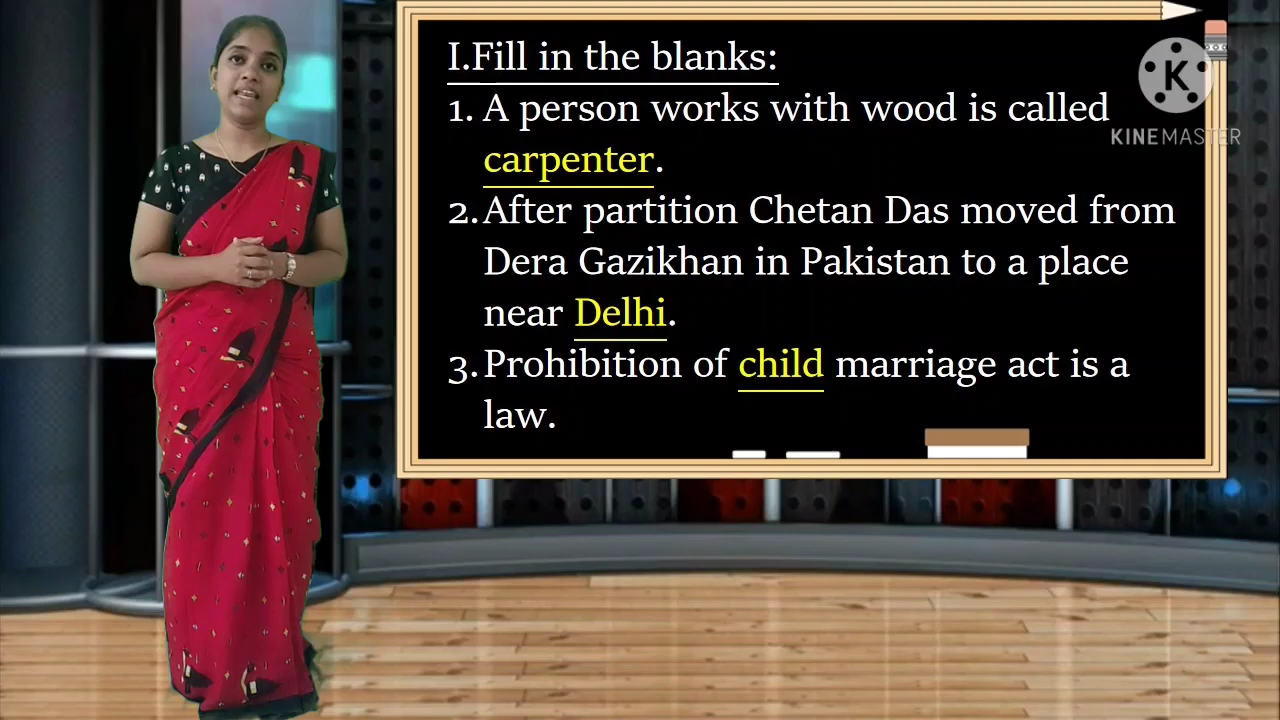 I.Fill in the blanks:
1. A person works with wood is called
carpenter.
2. After partition Chetan Das moved from
Dera Gazikhan in Pakistan to a place
near Delhi.
3. Prohibition of child marriage act is a
law.
K
KINEMASTER